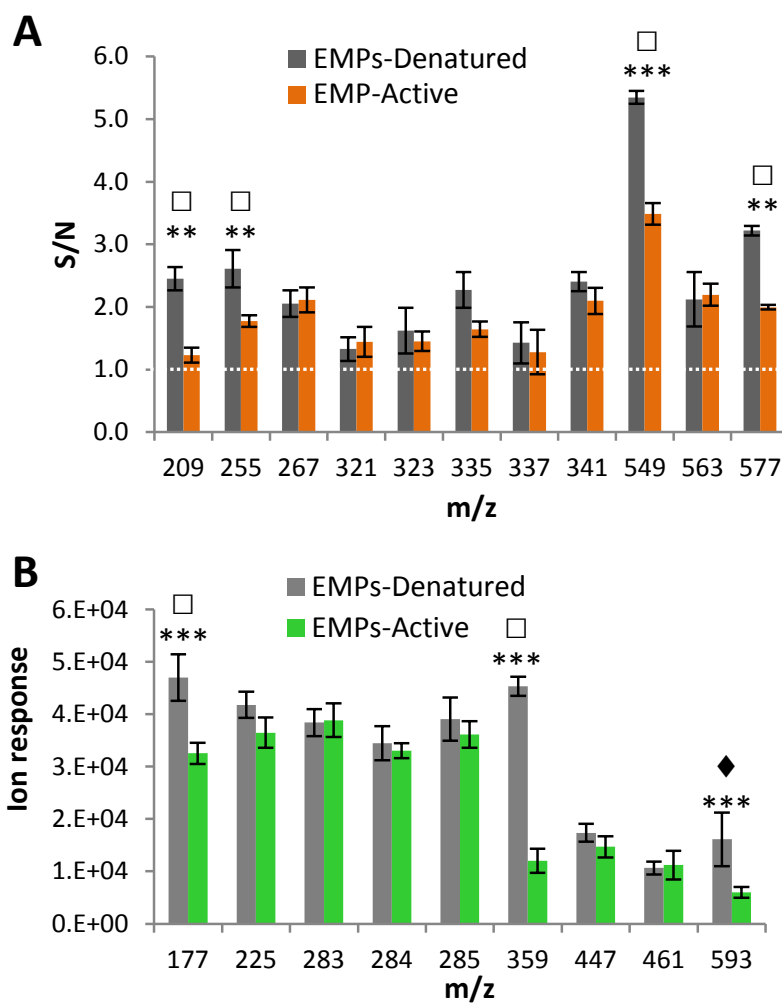 A
EMPs-Denatured
EMP-Active
6.0
5.0
4.0
3.0
2.0
1.0
0.0
S/N
□
***
□
**
□
**
□
**
209 255 267 321 323 335 337 341 549 563 577
m/z
B
EMPs-Denatured
EMPs-Active
6.E+04
5.E+04
4.E+04
3.E+04
2.E+04
1.E+04
0.E+00
Ion response
□
***
□
***
♦
***
177 225 283 284 285 359 447 461 593
m/z